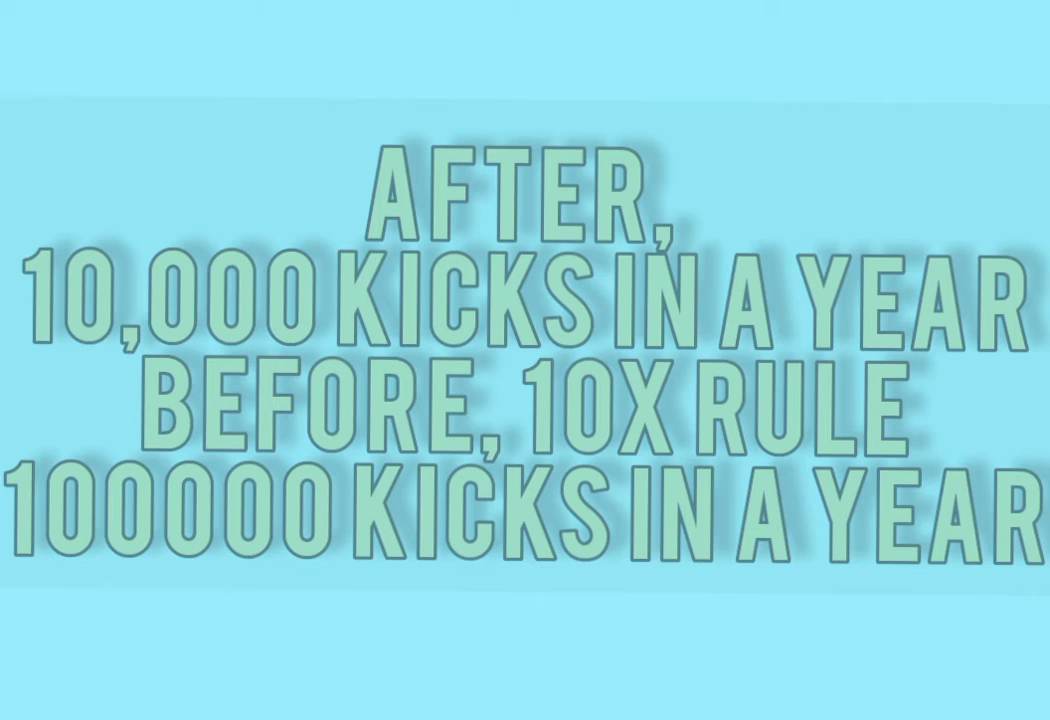 AFTER,
10,000 KICKS IN A YEAR
BEFORE, 10X RULE
100000 KICKS IN A YEAR